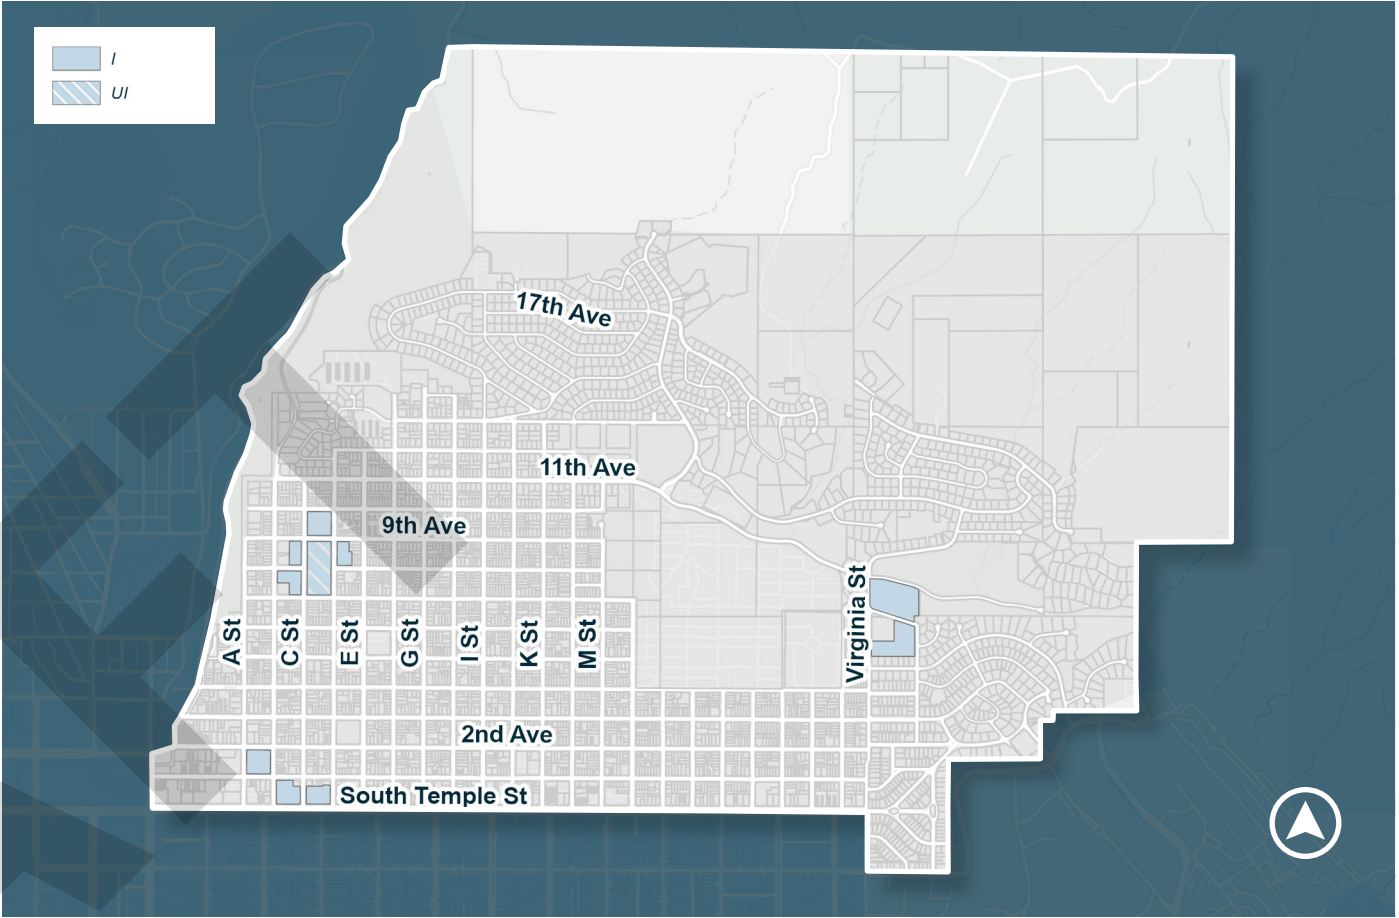 I
UI
17th Ave
11th Ave
9th Ave
A St
C St
E St
G St
I St
K St
M St
Virginia St
2nd Ave
South Temple St